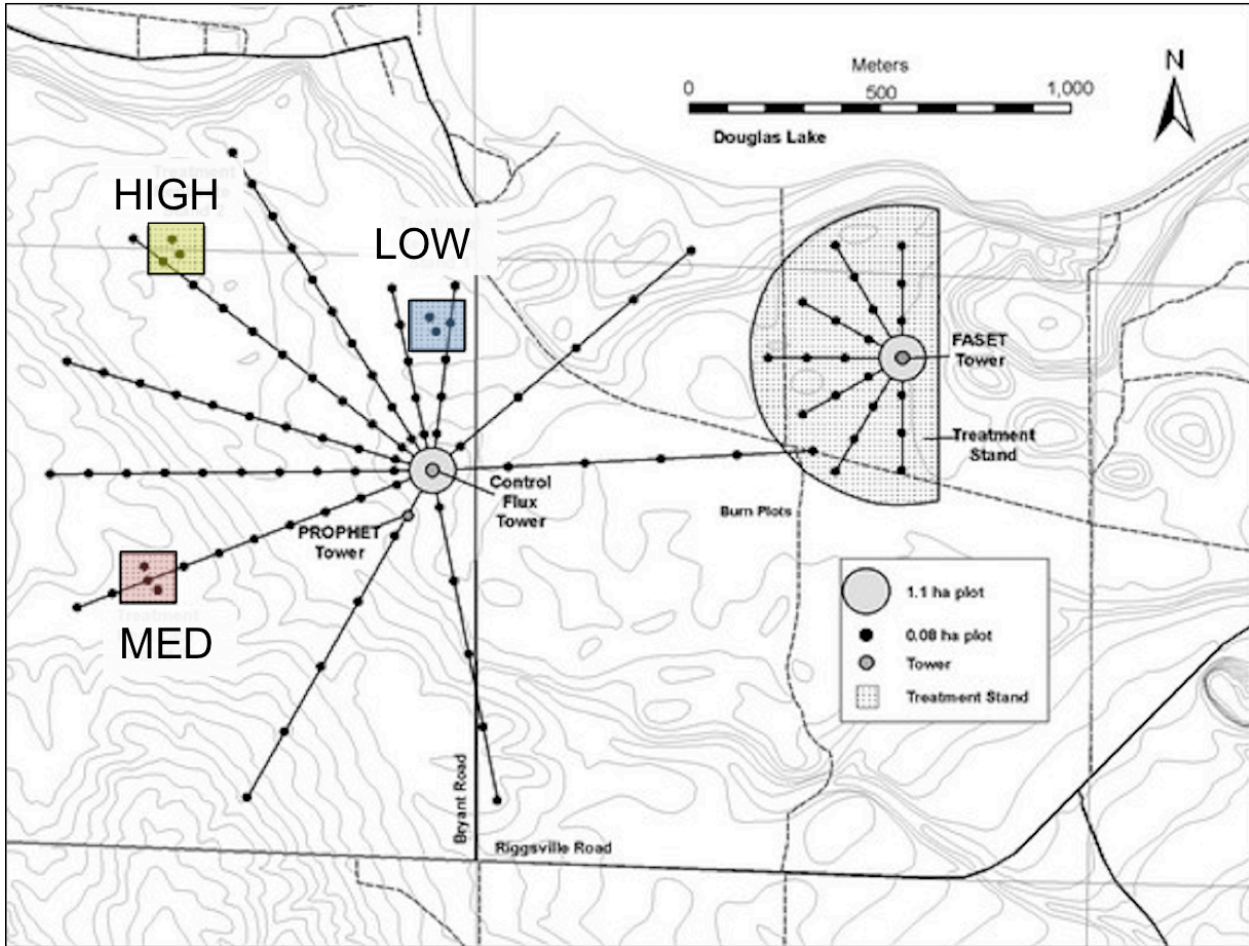 Meters
0
500
1,000
N
Douglas Lake
HIGH
LOW
FASET
Tower
Treatment
Stand
Control
Flux
Tower
PROPHET
Tower
Burn Plots
MED
1.1 ha plot
0.08 ha plot
Tower
Treatment Stand
Bryant Road
Riggsville Road